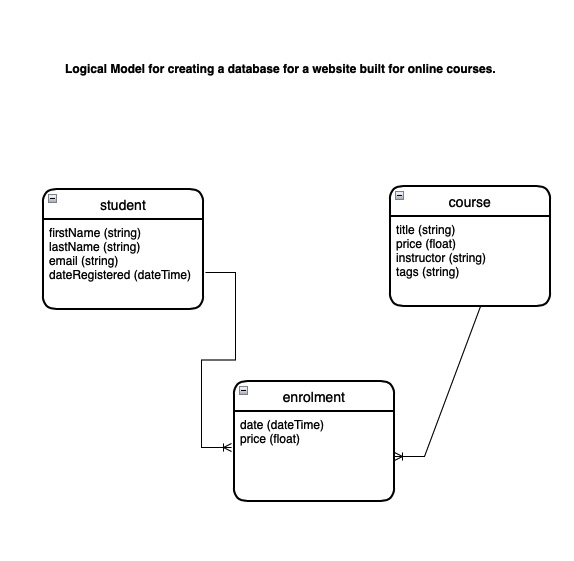 Logical Model for creating a database for a website built for online courses.
student
firstName (string)
lastName (string)
email (string)
dateRegistered (dateTime)
course
title (string)
price (float)
instructor (string)
tags (string)
enrolment
date (dateTime)
price (float)